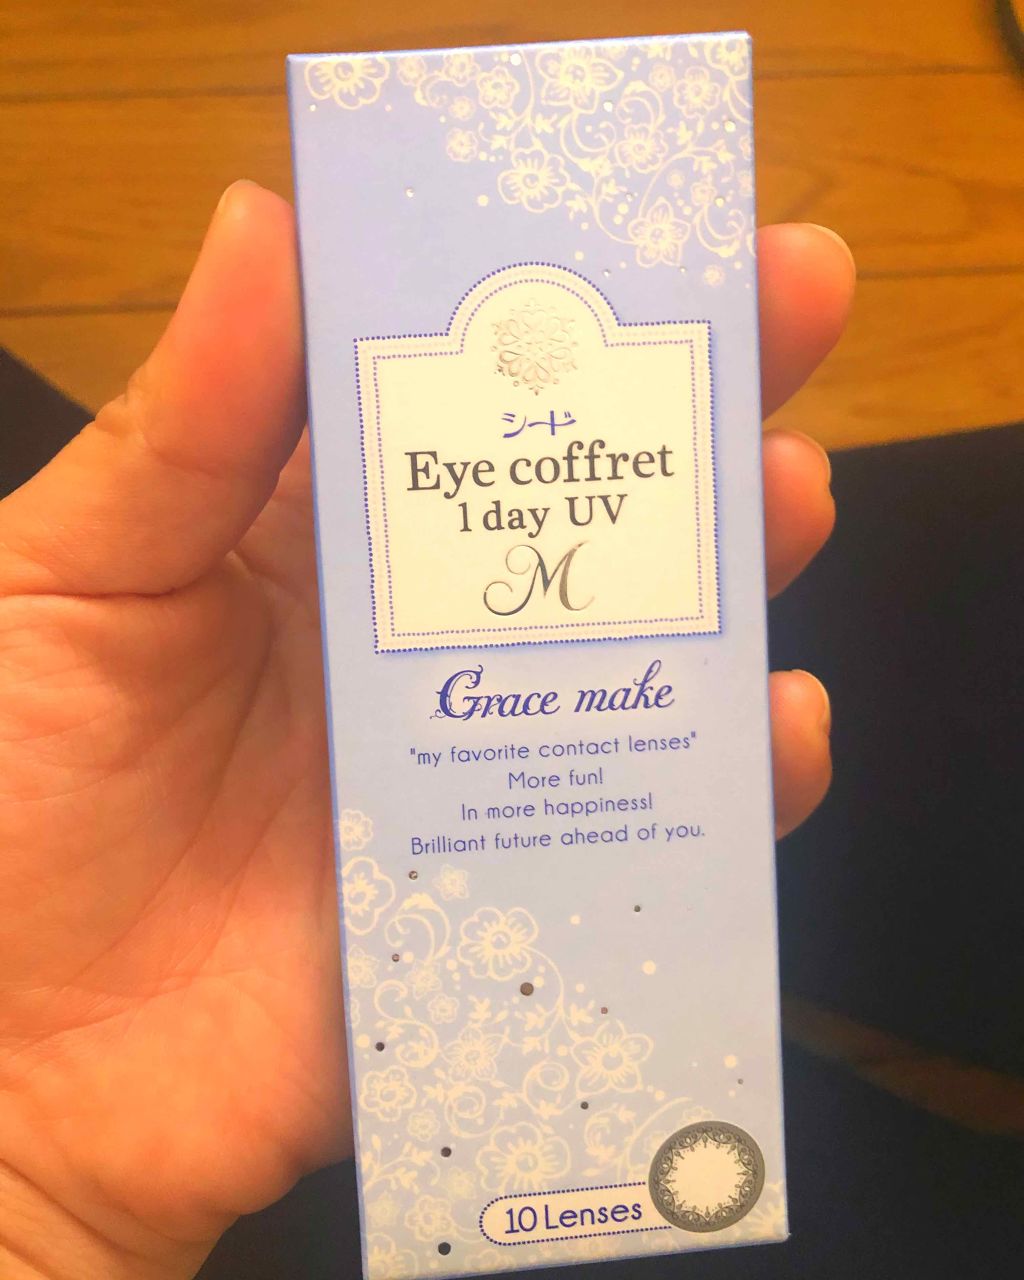 シード
Eye coffret
1 day UV
M
Grace make
"my favorite contact lenses"
More fun!
In more happiness!
Brilliant future ahead of you.
10 Lenses